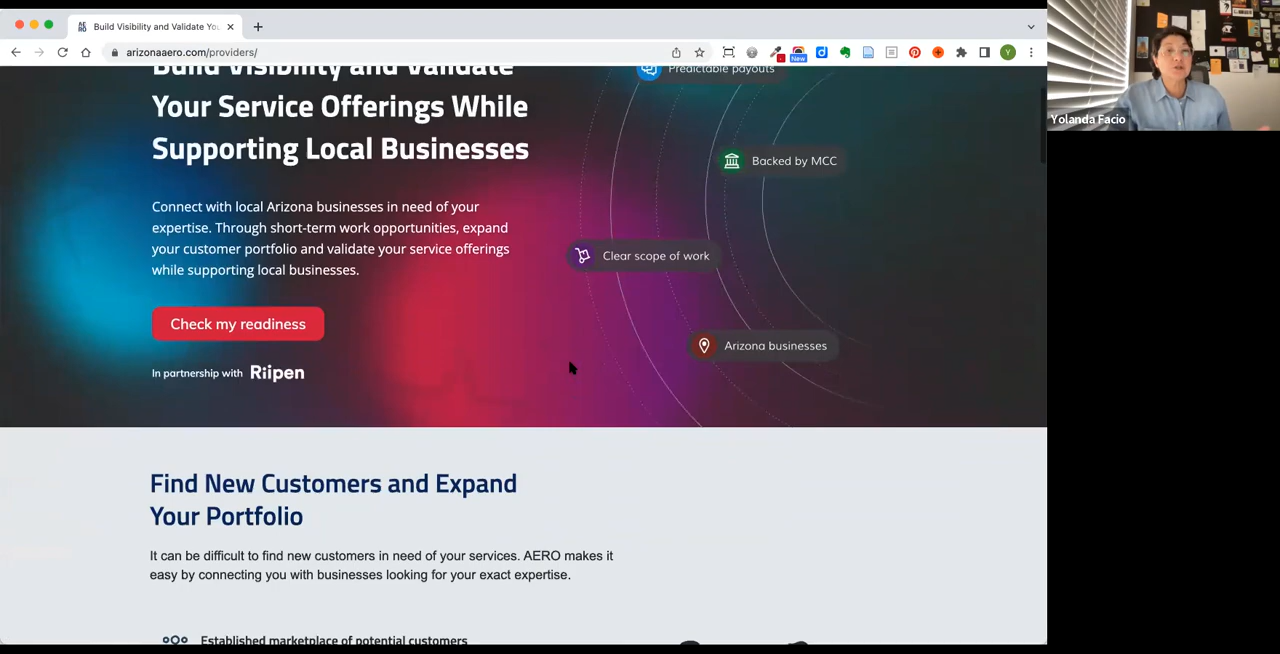 Build Visibility and Validate You
arizonaaero.com/providers/
New
Y
Yolanda Facio
Build Visibility and Validate
Your Service Offerings While
Supporting Local Businesses
Predictable payouts
Backed by MCC
Connect with local Arizona businesses in need of your
expertise. Through short-term work opportunities, expand
your customer portfolio and validate your service offerings
while supporting local businesses.
Clear scope of work
Check my readiness
Arizona businesses
In partnership with Riipen
Find New Customers and Expand
Your Portfolio
It can be difficult to find new customers in need of your services. AERO makes it
easy by connecting you with businesses looking for your exact expertise.
Established marketplace of potential customers